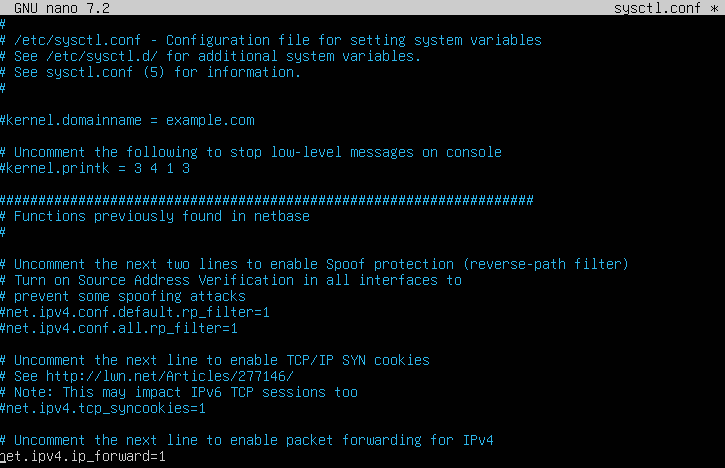 GNU nano 7.2 sysctl.conf *
#
# /etc/sysctl.conf - Configuration file for setting system variables
# See /etc/sysctl.d/ for additional system variables.
# See sysctl.conf (5) for information.
#
#kernel.domainname = example.com
# Uncomment the following to stop low-level messages on console
#kernel.printk = 3 4 1 3
###################################################################
# Functions previously found in netbase
#
# Uncomment the next two lines to enable Spoof protection (reverse-path filter)
# Turn on Source Address Verification in all interfaces to
# prevent some spoofing attacks
#net.ipv4.conf.default.rp_filter=1
#net.ipv4.conf.all.rp_filter=1
# Uncomment the next line to enable TCP/IP SYN cookies
# See http://lwn.net/Articles/277146/
# Note: This may impact IPv6 TCP sessions too
#net.ipv4.tcp_syncookies=1
# Uncomment the next line to enable packet forwarding for IPv4
net.ipv4.ip_forward=1